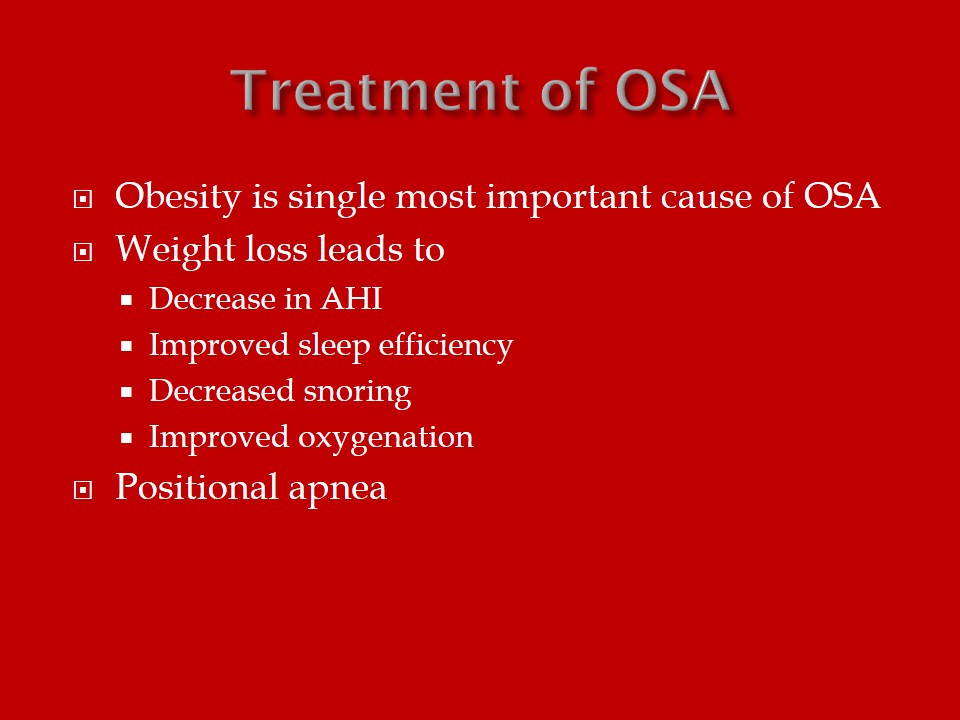 Treatment of OSA
Obesity is single most important cause of OSA
Weight loss leads to
Decrease in AHI
Improved sleep efficiency
Decreased snoring
Improved oxygenation
Positional apnea